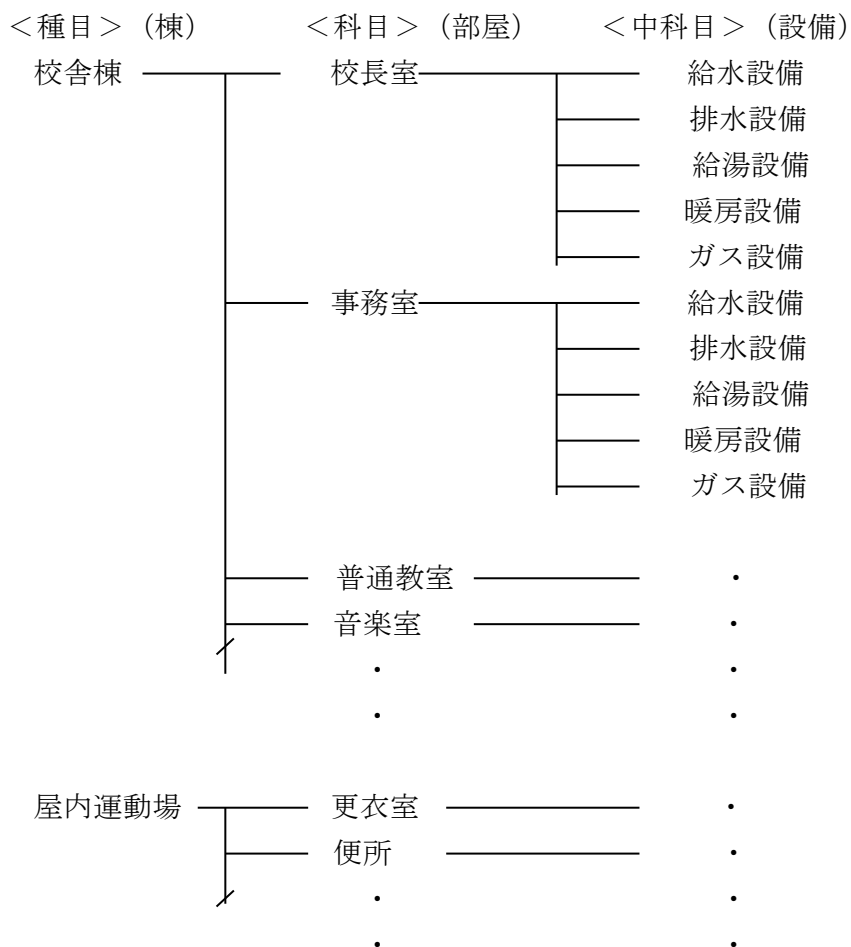 ＜種目＞（棟） ＜科目＞（部屋） ＜中科目＞（設備）
校舎棟 校長室 給水設備
排水設備
給湯設備
暖房設備
ガス設備
事務室 給水設備
排水設備
給湯設備
暖房設備
ガス設備
普通教室 ・
音楽室 ・
・ ・
・ ・
屋内運動場 更衣室 ・
便所 ・
・ ・
・ ・